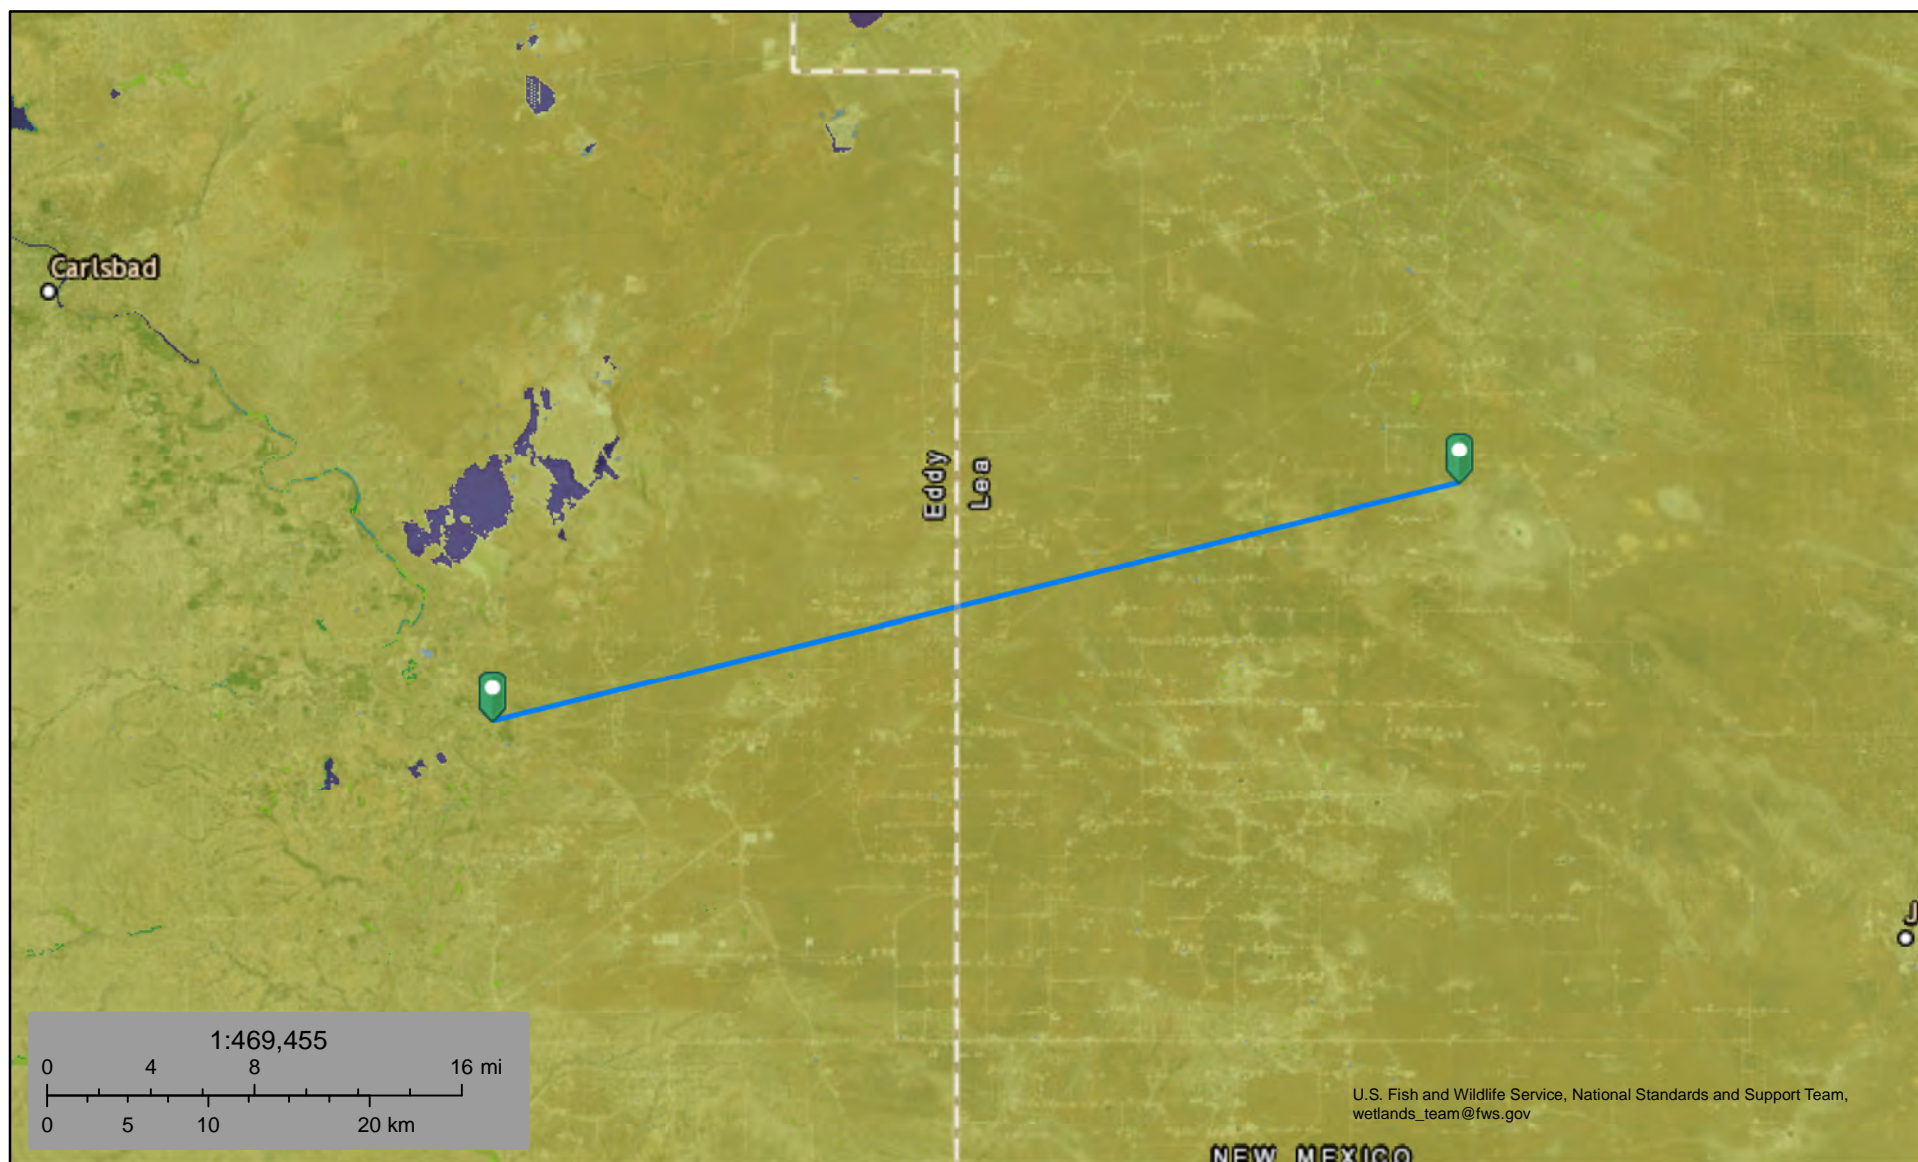 Carlsbad
Eddy
Lea
J
1:469,455
0 4 8 16 mi
0 5 10 20 km
U.S. Fish and Wildlife Service, National Standards and Support Team,
wetlands_team@fws.gov
NEW MEXICO